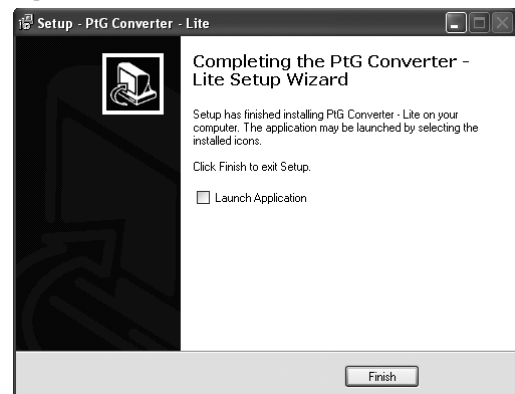 Setup - PtG Converter - Lite
Completing the PtG Converter -
Lite Setup Wizard
Setup has finished installing PtG Converter - Lite on your
computer. The application may be launched by selecting the
installed icons.
Click Finish to exit Setup.
Launch Application
Finish